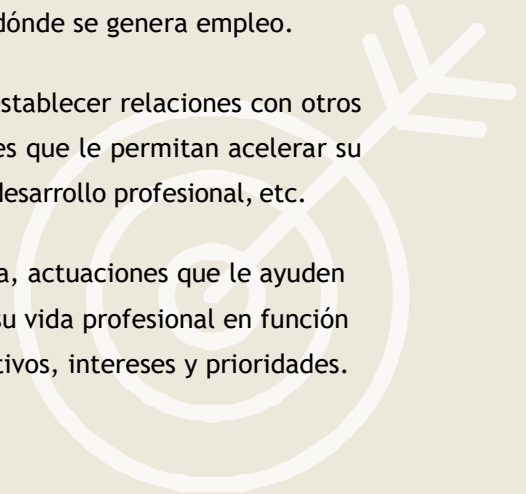 dónde se genera empleo.
establecer relaciones con otros
es que le permitan acelerar su
desarrollo profesional, etc.
a, actuaciones que le ayuden
su vida profesional en función
tivos, intereses y prioridades.